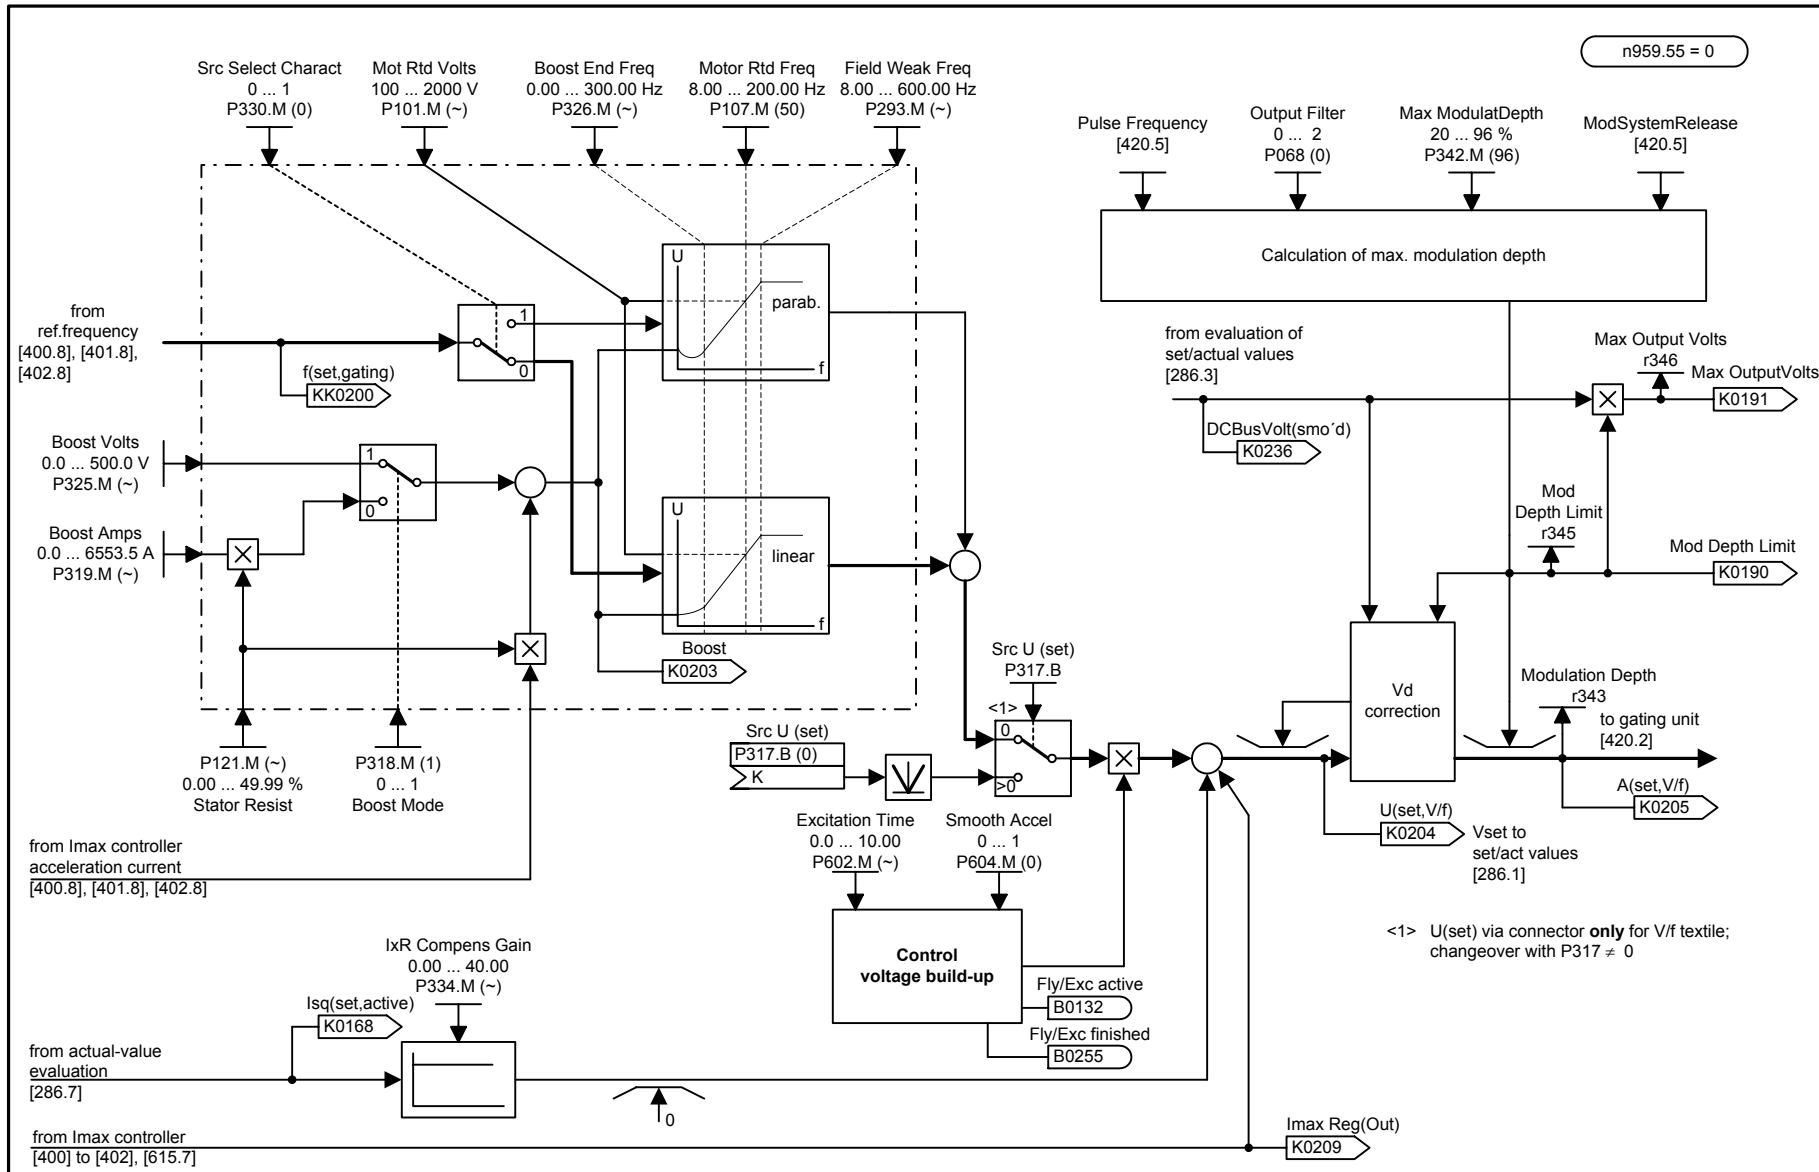 n959.55 = 0
Src Select Charact
0 ... 1
P330.M (0)
Mot Rtd Volts
100 ... 2000 V
P101.M (~)
Boost End Freq
0.00 ... 300.00 Hz
P326.M (~)
Motor Rtd Freq
8.00 ... 200.00 Hz
P107.M (50)
Field Weak Freq
8.00 ... 600.00 Hz
P293.M (~)
Pulse Frequency
[420.5]
Output Filter
0 ... 2
P068 (0)
Max ModulatDepth
20 ... 96 %
P342.M (96)
ModSystemRelease
[420.5]
Calculation of max. modulation depth
U
parab.
f
from
ref.frequency
[400.8], [401.8],
[402.8]
1
0
f(set,gating)
KK0200
from evaluation of
set/actual values
[286.3]
Max Output Volts
r346
Max OutputVolts
K0191
DCBusVolt(smo´d)
K0236
Boost Volts
0.0 ... 500.0 V
P325.M (~)
1
0
Boost Amps
0.0 ... 6553.5 A
P319.M (~)
U
linear
f
Mod
Depth Limit
r345
Mod Depth Limit
K0190
Boost
K0203
Src U (set)
P317.B
<1>
0
>0
Vd
correction
Modulation Depth
r343
to gating unit
[420.2]
P121.M (~)
0.00 ... 49.99 %
Stator Resist
P318.M (1)
0 ... 1
Boost Mode
Src U (set)
P317.B (0)
K
A(set,V/f)
K0205
U(set,V/f)
K0204
Vset to
set/act values
[286.1]
from Imax controller
acceleration current
[400.8], [401.8], [402.8]
Excitation Time
0.0 ... 10.00
P602.M (~)
Smooth Accel
0 ... 1
P604.M (0)
Control
voltage build-up
<1> U(set) via connector only for V/f textile;
changeover with P317 ≠ 0
IxR Compens Gain
0.00 ... 40.00
P334.M (~)
Isq(set,active)
K0168
Fly/Exc active
B0132
Fly/Exc finished
B0255
from actual-value
evaluation
[286.7]
0
from Imax controller
[400] to [402], [615.7]
Imax Reg(Out)
K0209